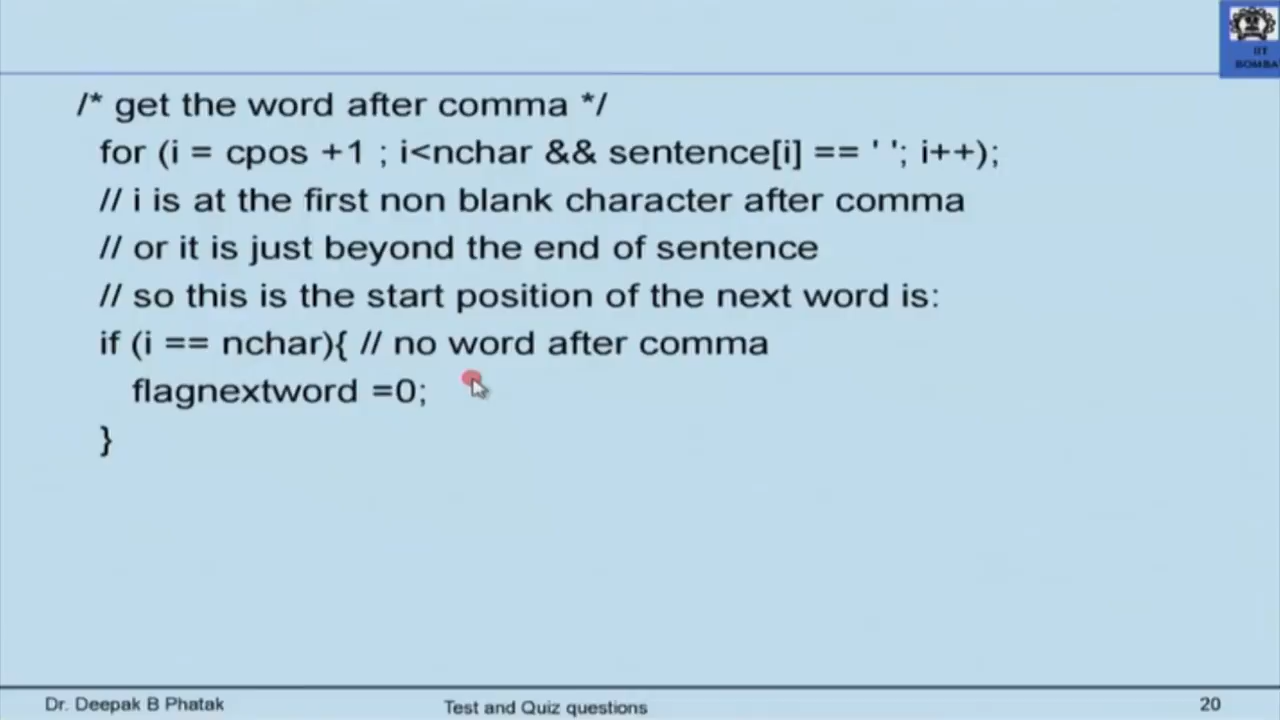 IIT
BOMBA
/* get the word after comma */
for (i = cpos +1 ; i<nchar && sentence[i] == ' '; i++);
// i is at the first non blank character after comma
// or it is just beyond the end of sentence
// so this is the start position of the next word is:
if (i == nchar){ // no word after comma
flagnextword =0;
}
Dr. Deepak B Phatak
Test and Quiz questions
20